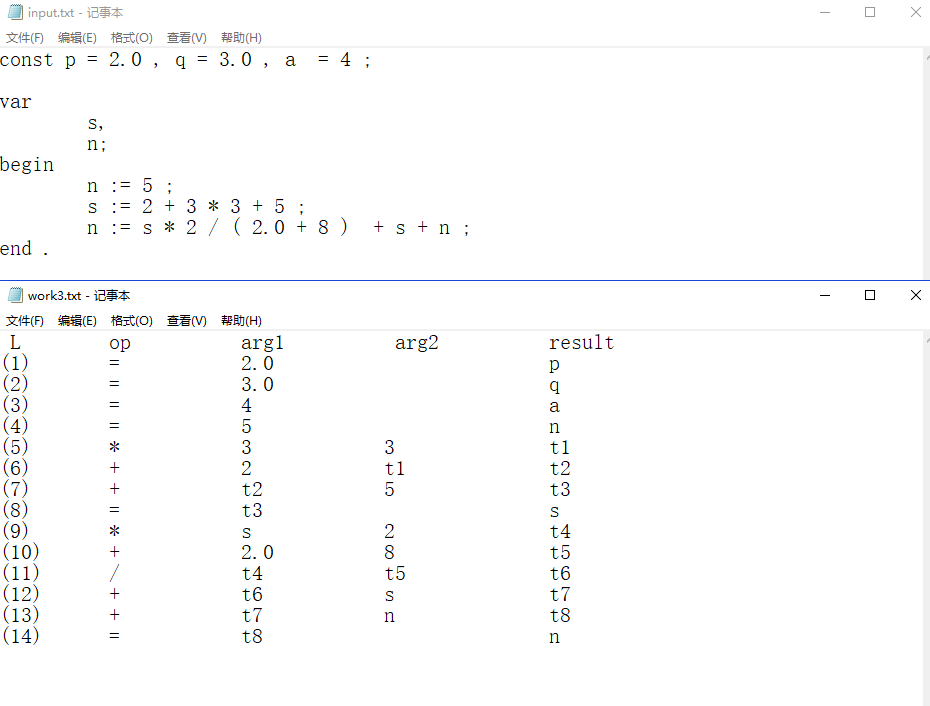 input.txt - 记事本
文件(F) 编辑(E) 格式(O) 查看(V) 帮助(H)
const p = 2.0 , q = 3.0 , a  = 4 ;
var
s,
n;
begin
n := 5 ;
s := 2 + 3 * 3 + 5 ;
n := s * 2 / ( 2.0 + 8 )  + s + n ;
end .
work3.txt - 记事本
文件(F) 编辑(E) 格式(O) 查看(V) 帮助(H)
L op arg1 arg2 result
(1) = 2.0 p
(2) = 3.0 q
(3) = 4 a
(4) = 5 n
(5) * 3 3 t1
(6) + 2 t1 t2
(7) + t2 5 t3
(8) = t3 s
(9) * s 2 t4
(10) + 2.0 8 t5
(11) / t4 t5 t6
(12) + t6 s t7
(13) + t7 n t8
(14) = t8 n